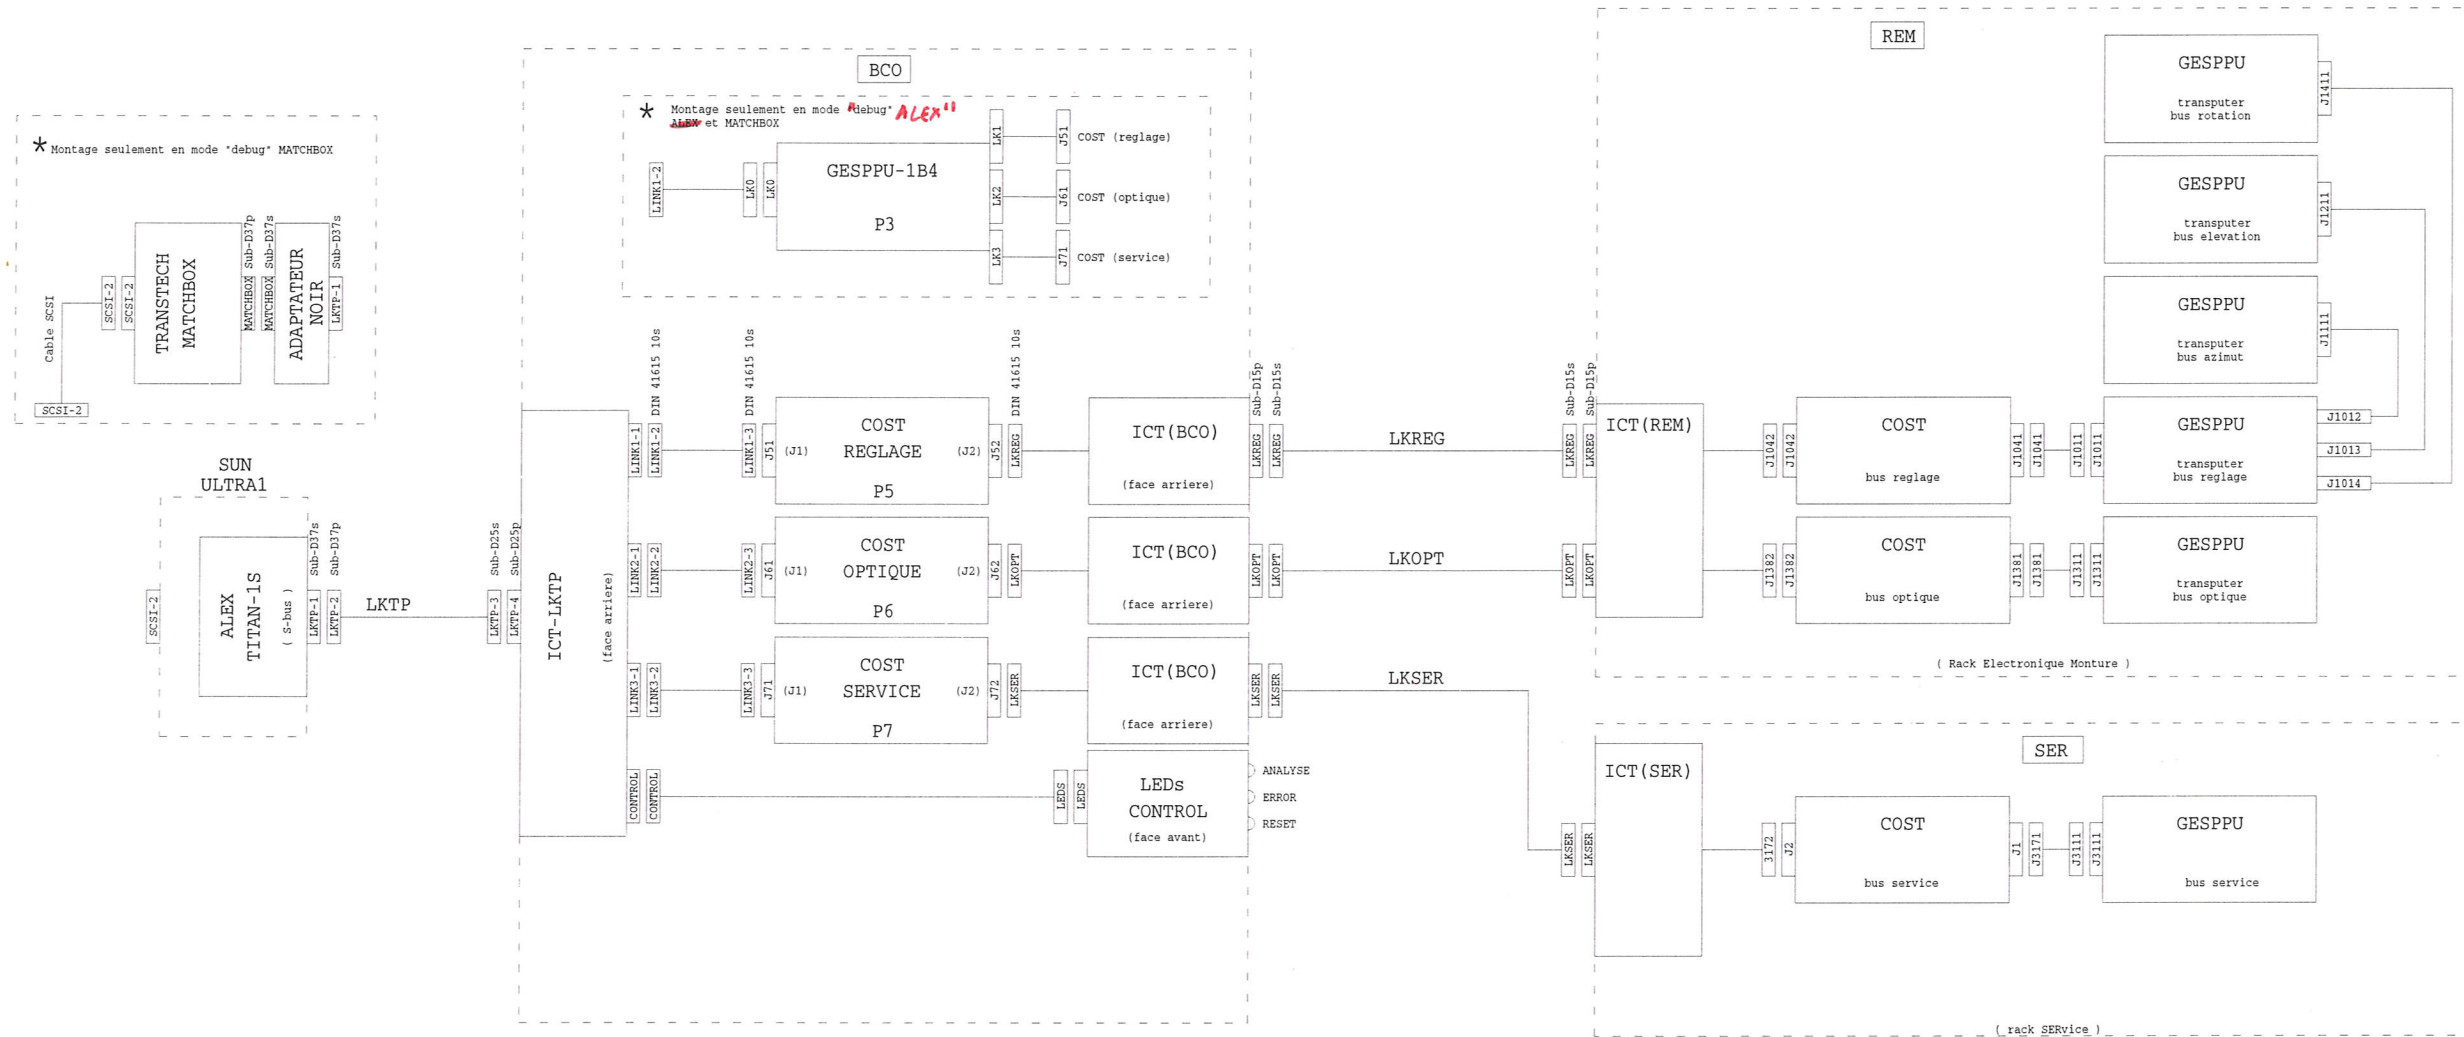 * Montage seulement en mode "debug" MATCHBOX
Cable SCSI
SCSI-2
SCSI-2
SCSI-2
TRANSTECH
MATCHBOX
MATCHBOX Sub-D37p
MATCHBOX Sub-D37s
ADAPTATEUR
NOIR
LKTP-1 Sub-D37s
SUN
ULTRA1
SCSI-2
ALEX
TITAN-1S
( S-bus )
LKTP-1 Sub-D37s
LKTP-2 Sub-D37p
LKTP
LKTP-3 Sub-D25s
LKTP-4 Sub-D25p
BCO
* Montage seulement en mode "debug" ALEX"
ALEX et MATCHBOX
LINK1-2
LK0
LK0
GESPPU-1B4
P3
LK1
J51
COST (reglage)
LK2
J61
COST (optique)
LK3
J71
COST (service)
ICT-LKTP
(face arriere)
LINK1-1
LINK1-2 DIN 41615 10s
LINK1-3 DIN 41615 10s
J51
(J1)
COST
REGLAGE
P5
(J2)
J52
LKREG DIN 41615 10s
ICT(BCO)
(face arriere)
LKREG Sub-D15p
LKREG Sub-D15s
LKREG
LKREG Sub-D15s
LKREG Sub-D15p
LINK2-1
LINK2-2
LINK2-3
J61
(J1)
COST
OPTIQUE
P6
(J2)
J62
LKOPT
ICT(BCO)
(face arriere)
LKOPT
LKOPT
LKOPT
LKOPT
LKOPT
LINK3-1
LINK3-2
LINK3-3
J71
(J1)
COST
SERVICE
P7
(J2)
J72
LKSER
ICT(BCO)
(face arriere)
LKSER
LKSER
LKSER
CONTROL
CONTROL
LEDS
LEDS
LEDs
CONTROL
(face avant)
ANALYSE
ERROR
RESET
REM
GESPPU
transputer
bus rotation
J1411
GESPPU
transputer
bus elevation
J1211
GESPPU
transputer
bus azimut
J1111
ICT(REM)
J1042
J1042
COST
bus reglage
J1041
J1041
J1011
J1011
GESPPU
transputer
bus reglage
J1012
J1013
J1014
J1382
J1382
COST
bus optique
J1381
J1381
J1311
J1311
GESPPU
transputer
bus optique
( Rack Electronique Monture )
SER
LKSER
LKSER
ICT(SER)
3172
J2
COST
bus service
J1
J3171
J3111
J3111
GESPPU
bus service
( rack SERvice )